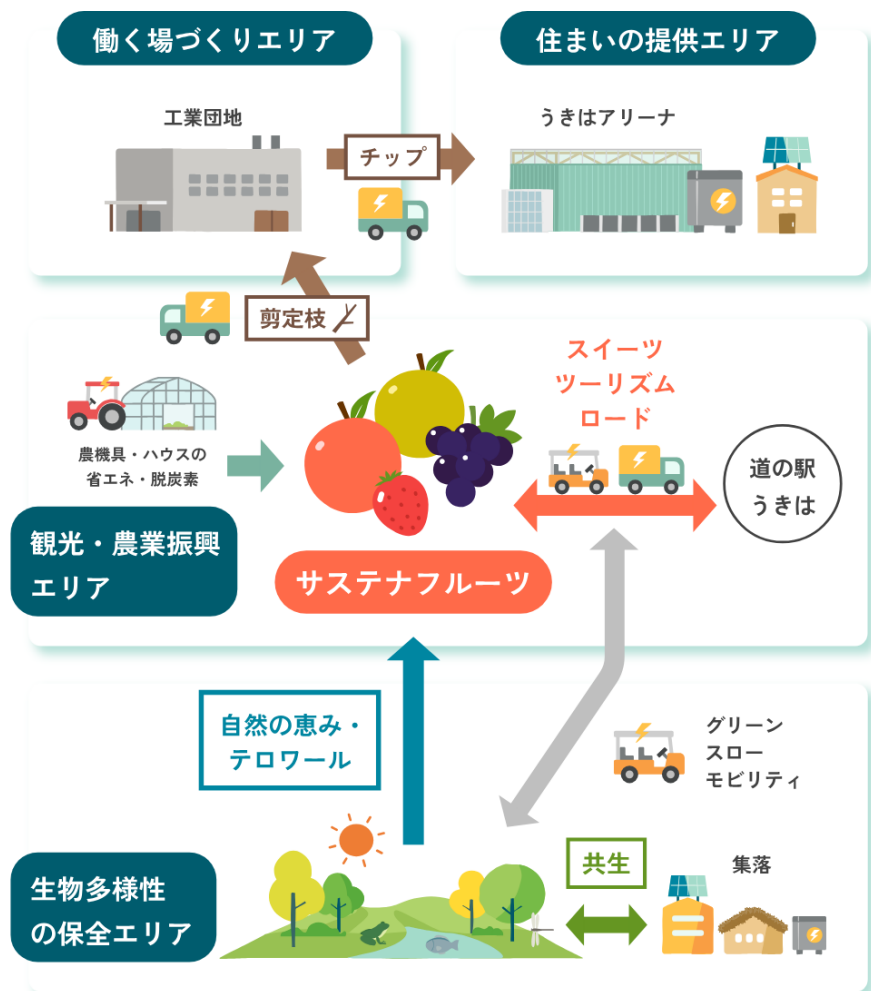 働く場づくりエリア
住まいの提供エリア
工業団地
うきはアリーナ
チップ
剪定枝
スイーツ
ツーリズム
ロード
農機具・ハウスの
省エネ・脱炭素
道の駅
うきは
観光・農業振興
エリア
サステナフルーツ
自然の恵み・
テロワール
グリーン
スロー
モビリティ
共生
集落
生物多様性
の保全エリア